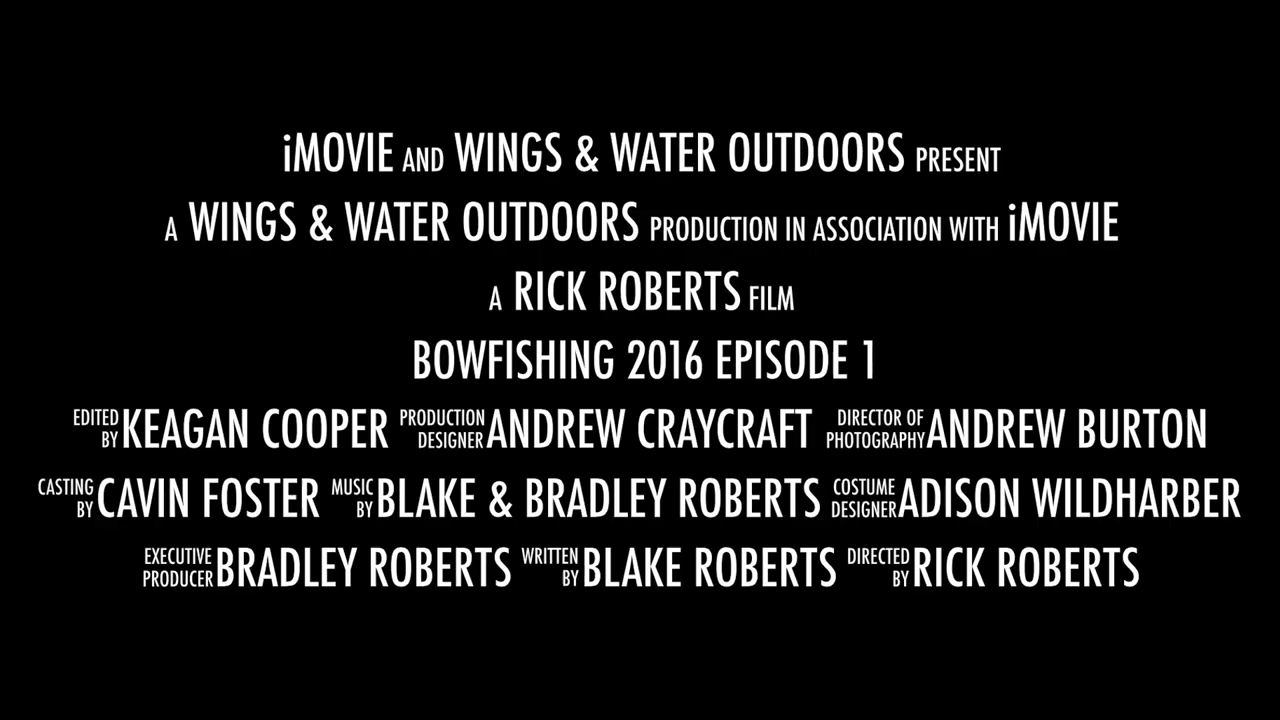 iMOVIE AND WINGS & WATER OUTDOORS PRESENT
A WINGS & WATER OUTDOORS PRODUCTION IN ASSOCIATION WITH iMOVIE
A RICK ROBERTS FILM
BOWFISHING 2016 EPISODE 1
EDITED BY KEAGAN COOPER PRODUCTION DESIGNER ANDREW CRAYCRAFT DIRECTOR OF PHOTOGRAPHY ANDREW BURTON
CASTING BY CAVIN FOSTER MUSIC BY BLAKE & BRADLEY ROBERTS COSTUME DESIGNER ADISON WILDHARBER
EXECUTIVE PRODUCER BRADLEY ROBERTS WRITTEN BY BLAKE ROBERTS DIRECTED BY RICK ROBERTS